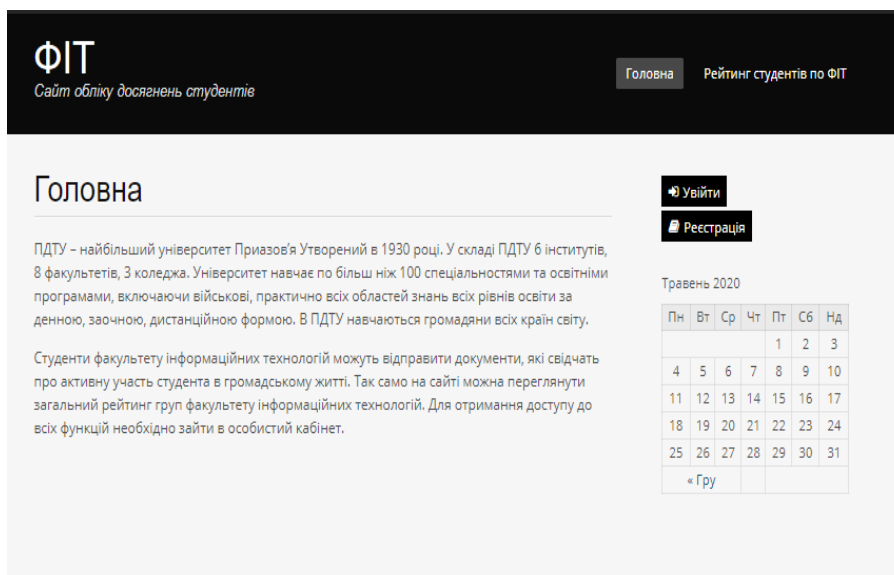 ФІТ
Сайт обліку досягнень студентів
Головна
Рейтинг студентів по ФІТ
Головна
ПДТУ – найбільший університет Приазов’я Утворений в 1930 році. У складі ПДТУ 6 інститутів,
8 факультетів, 3 коледжа. Університет навчає по більш ніж 100 спеціальностями та освітніми
програмами, включаючи військові, практично всіх областей знань всіх рівнів освіти за
денною, заочною, дистанційною формою. В ПДТУ навчаються громадяни всіх країн світу.
Студенти факультету інформаційних технологій можуть відправити документи, які свідчать
про активну участь студента в громадському житті. Так само на сайті можна переглянути
загальний рейтинг груп факультету інформаційних технологій. Для отримання доступу до
всіх функцій необхідно зайти в особистий кабінет.
Увійти
Реєстрація
Травень 2020
Пн Вт Ср Чт Пт Сб Нд
1 2 3
4 5 6 7 8 9 10
11 12 13 14 15 16 17
18 19 20 21 22 23 24
25 26 27 28 29 30 31
« Гру